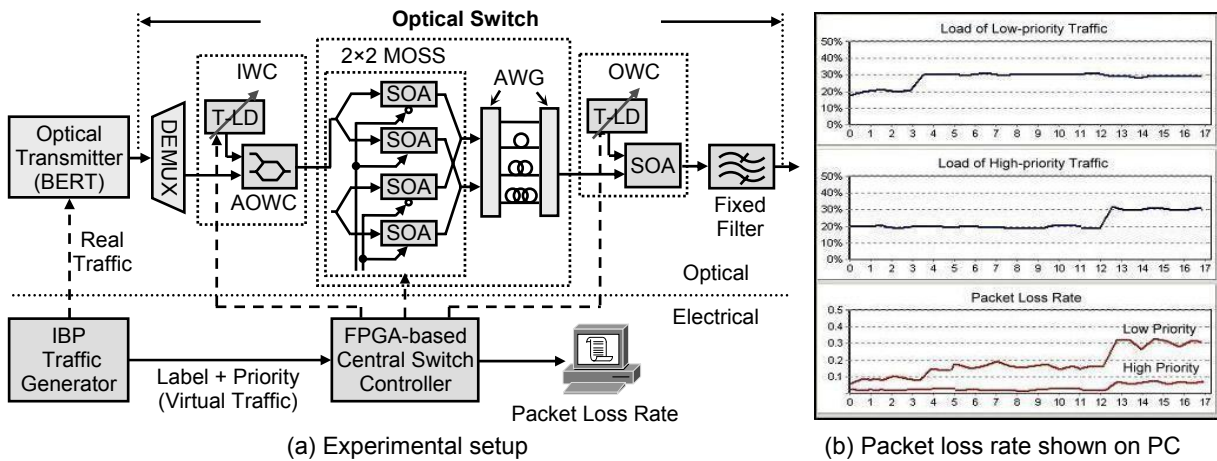 Optical Switch
2×2 MOSS
IWC
T-LD
AOWC
DEMUX
Optical
Transmitter
(BERT)
SOA
SOA
SOA
SOA
AWG
OWC
T-LD
SOA
Fixed
Filter
Real
Traffic
Optical
Electrical
IBP
Traffic
Generator
Label + Priority
(Virtual Traffic)
FPGA-based
Central Switch
Controller
Packet Loss Rate
(a) Experimental setup
Load of Low-priority Traffic
50%
40%
30%
20%
10%
0%
0 1 2 3 4 5 6 7 8 9 10 11 12 13 14 15 16 17
Load of High-priority Traffic
50%
40%
30%
20%
10%
0%
0 1 2 3 4 5 6 7 8 9 10 11 12 13 14 15 16 17
Packet Loss Rate
0.5
0.4
0.3
0.2
0.1
Low Priority
High Priority
0 1 2 3 4 5 6 7 8 9 10 11 12 13 14 15 16 17
(b) Packet loss rate shown on PC